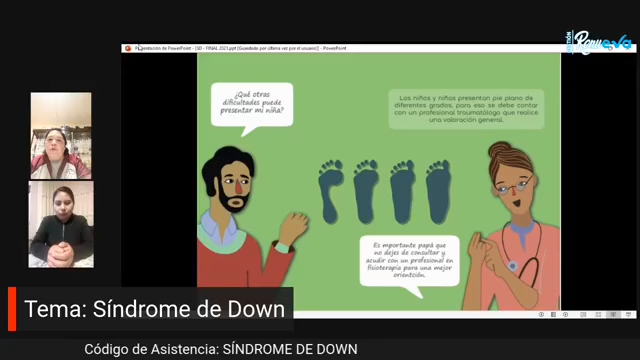 Presentación de PowerPoint - [SD - FINAL 2021.ppt [Guardado por última vez por el usuario]] - PowerPoint
Renueva
¿Qué otras
dificultades puede
presentar mi niña?
Los niños y niñas presentan pie plano de
diferentes grados, para eso se debe contar
con un profesional traumatólogo que realice
una valoración general.
Es mportante papá que
no dejes de consultar y
acudir con un profesional en
fisioterapia para una mejor
orientción.
Tema: Síndrome de Down
Código de Asistencia: SÍNDROME DE DOWN